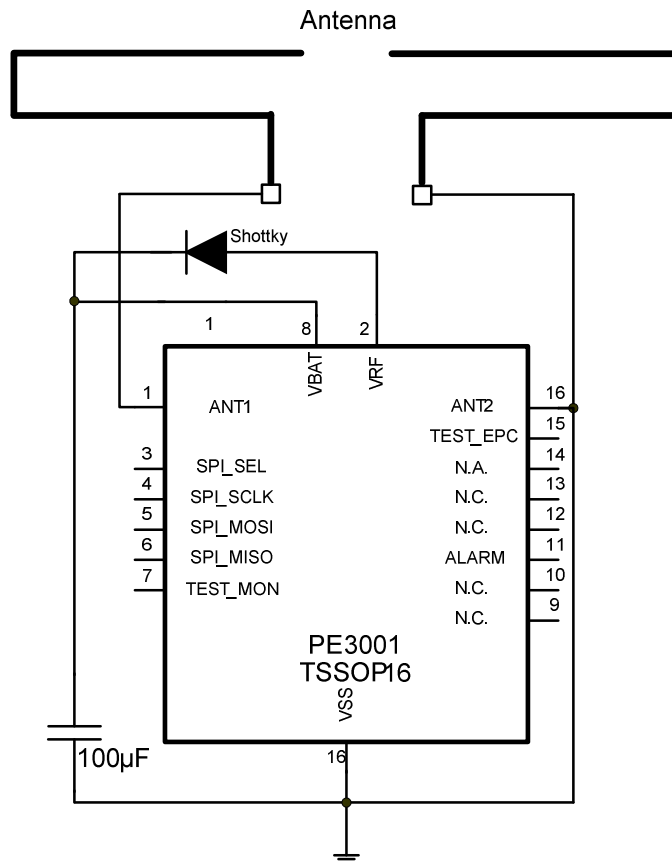 Antenna
Shottky
1
8
2
VBAT
VRF
1
ANT1
ANT2
16
TEST_EPC
15
3
SPI_SEL
N.A.
14
4
SPI_SCLK
N.C.
13
5
SPI_MOSI
N.C.
12
6
SPI_MISO
ALARM
11
7
TEST_MON
N.C.
10
N.C.
9
PE3001
TSSOP16
VSS
16
100µF